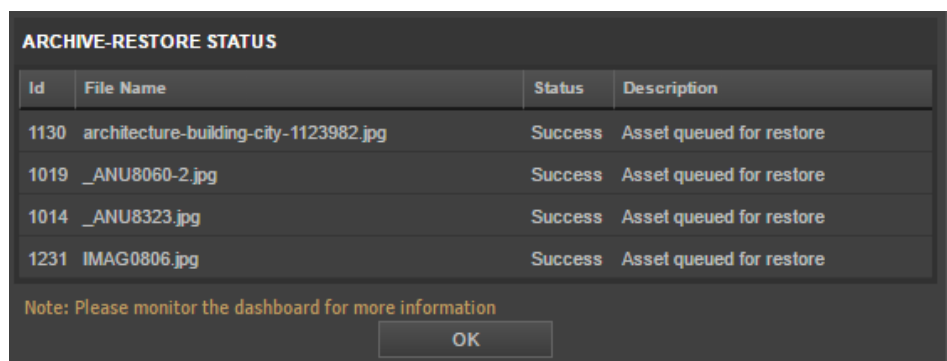 ARCHIVE-RESTORE STATUS
Id File Name Status Description
1130 architecture-building-city-1123982.jpg Success Asset queued for restore
1019 _ANU8060-2.jpg Success Asset queued for restore
1014 _ANU8323.jpg Success Asset queued for restore
1231 IMAG0806.jpg Success Asset queued for restore
Note: Please monitor the dashboard for more information
OK